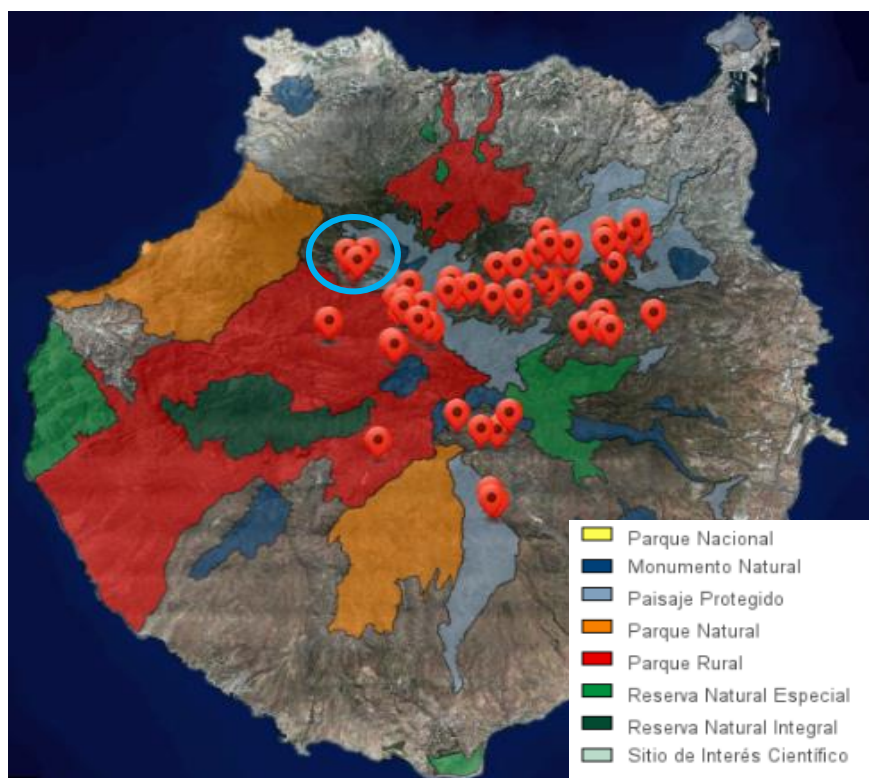 Parque Nacional
Monumento Natural
Paisaje Protegido
Parque Natural
Parque Rural
Reserva Natural Especial
Reserva Natural Integral
Sitio de Interés Científico